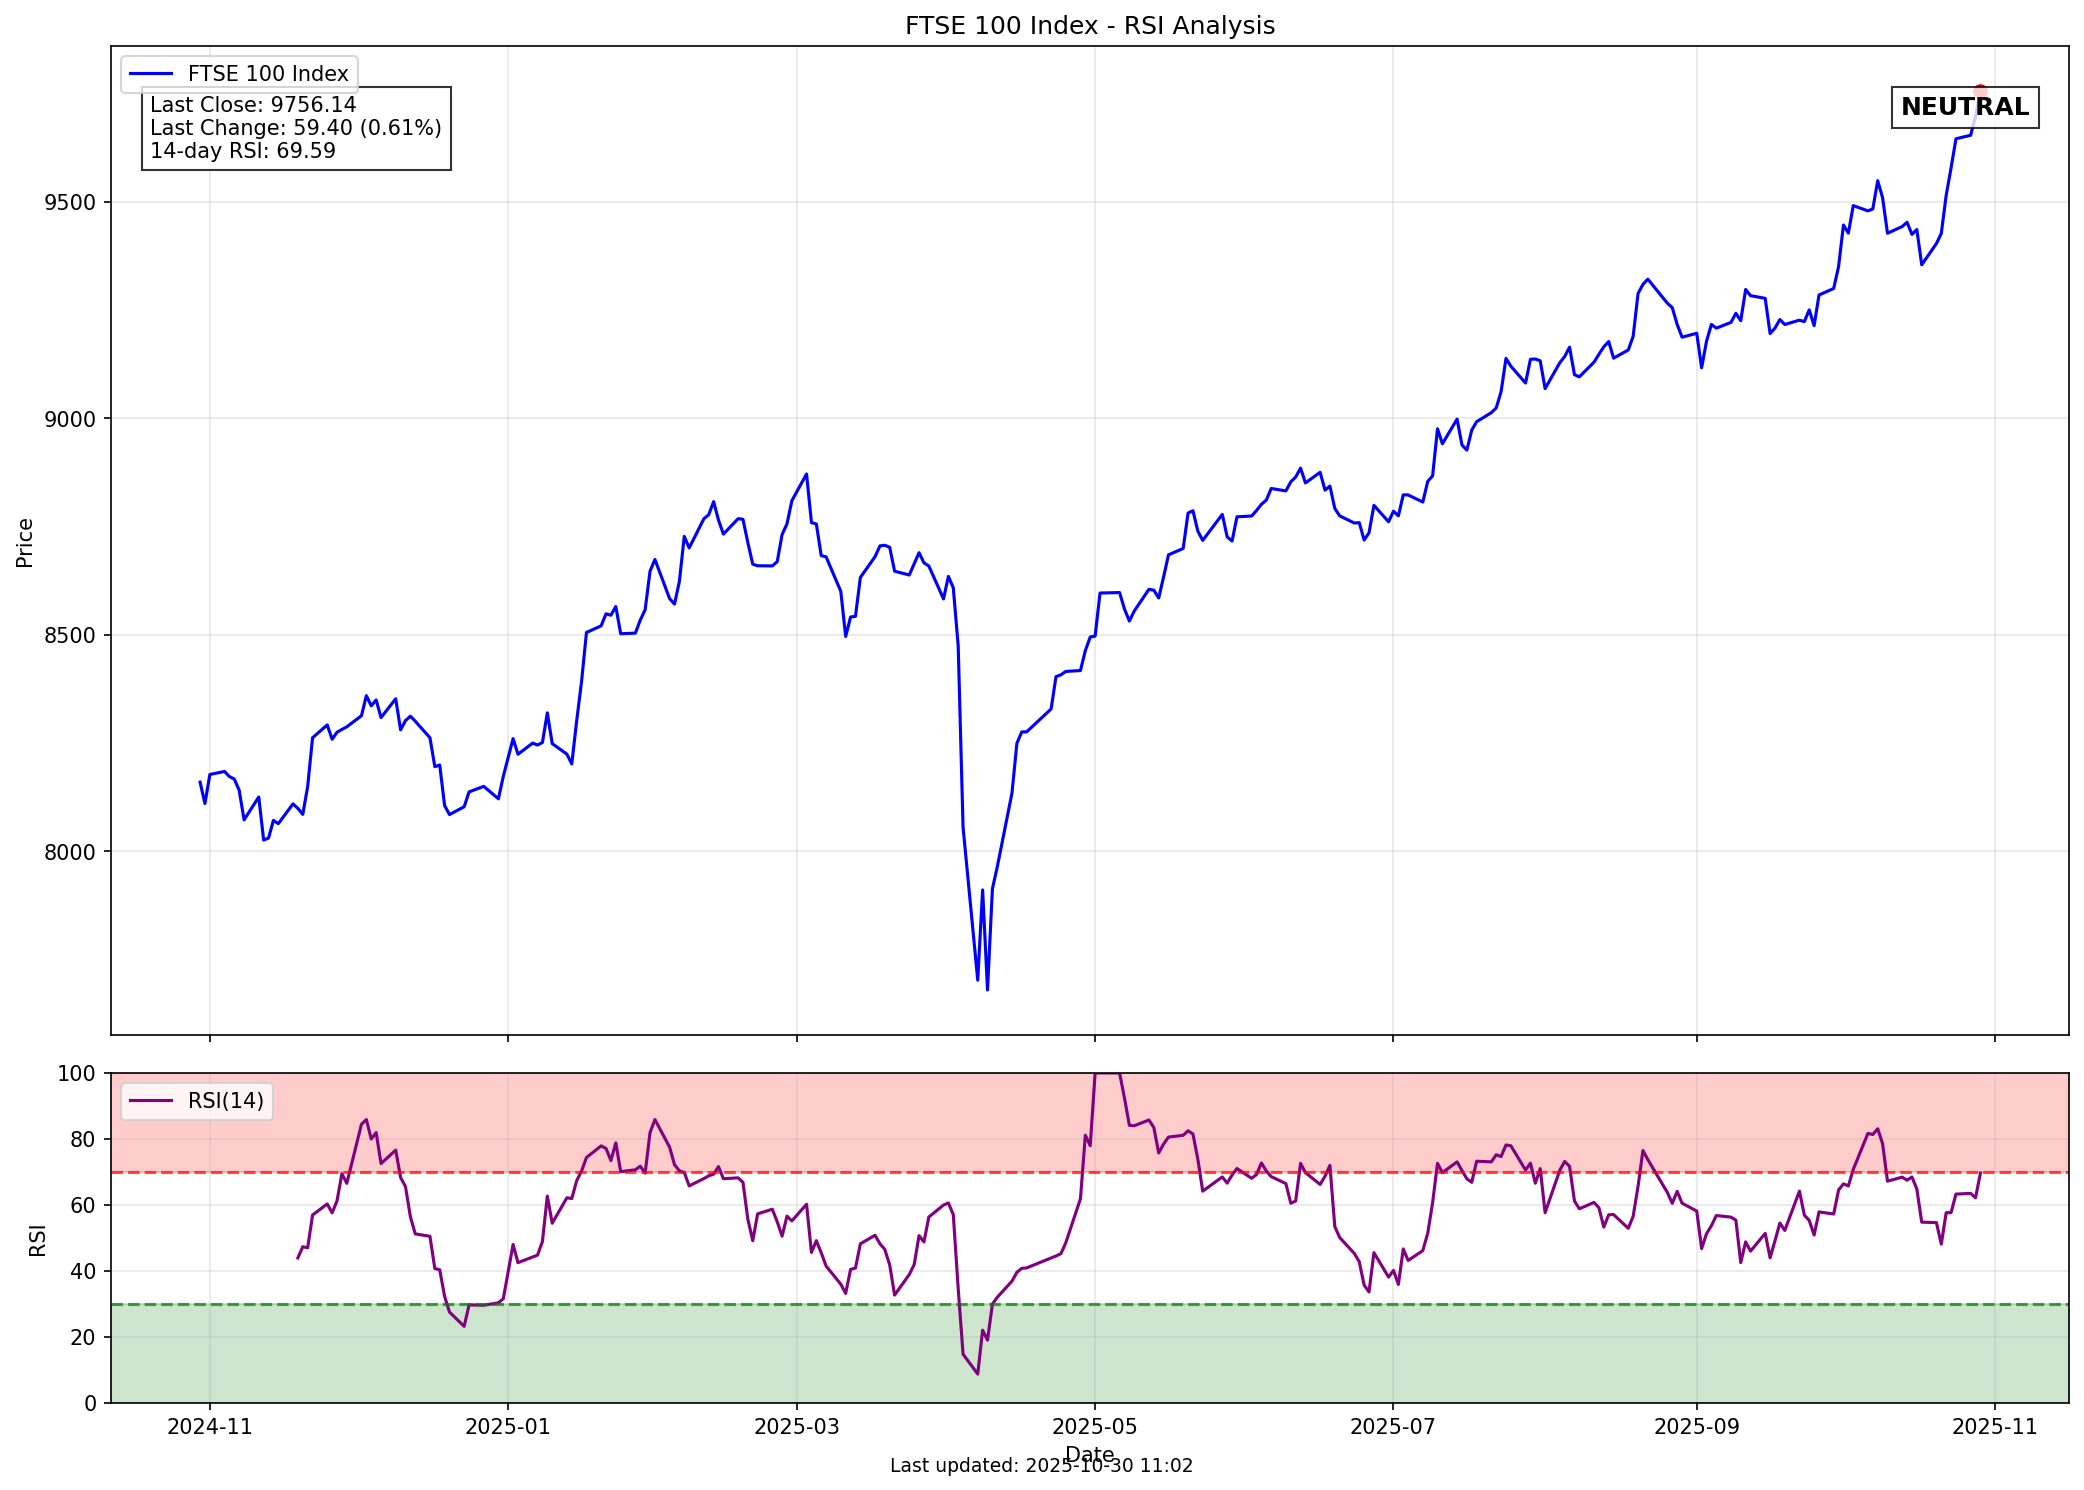 FTSE 100 Index - RSI Analysis
FTSE 100 Index
Last Close: 9756.14
Last Change: 59.40 (0.61%)
14-day RSI: 69.59
NEUTRAL
Price
9500
9000
8500
8000
RSI(14)
RSI
100
80
60
40
20
0
2024-11
2025-01
2025-03
2025-05
2025-07
2025-09
2025-11
Date
Last updated: 2025-10-30 11:02